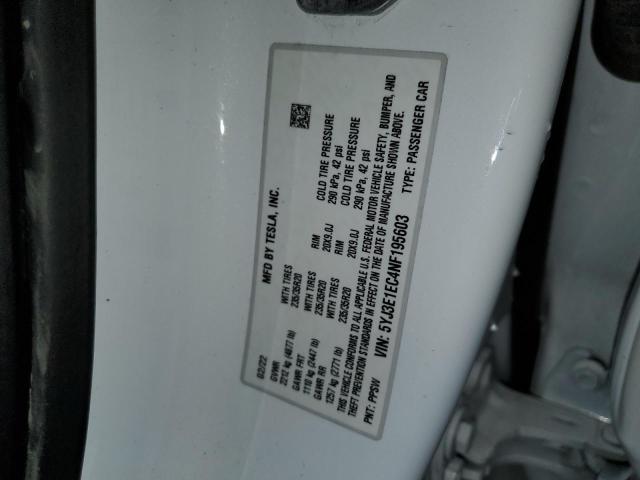 MFD BY TESLA, INC.
02/22
GVWR
2212 kg (4877 lb)
GAWR FRT WITH TIRES RIM COLD TIRE PRESSURE
1110 kg (2447 lb) 235/35R20 20X9.0J 290 kPa, 42 psi
GAWR RR WITH TIRES RIM COLD TIRE PRESSURE
1257 kg (2771 lb) 235/35R20 20X9.0J 290 kPa, 42 psi
THIS VEHICLE CONFORMS TO ALL APPLICABLE U.S. FEDERAL MOTOR VEHICLE SAFETY, BUMPER, AND
THEFT PREVENTION STANDARDS IN EFFECT ON THE DATE OF MANUFACTURE SHOWN ABOVE.
VIN: 5YJ3E1EC4NF195603
PNT: PPSW TYPE: PASSENGER CAR